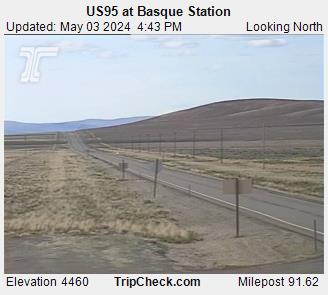 US95 at Basque Station
Updated: May 03 2024 4:43 PM Looking North
Elevation 4460 TripCheck.com Milepost 91.62